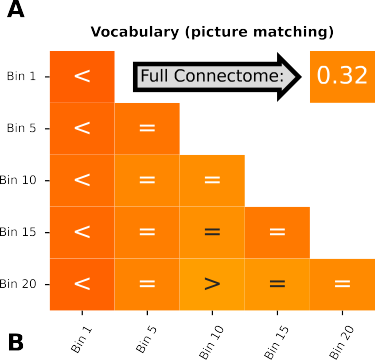 A
Vocabulary (picture matching)
Bin 1 < Full Connectome: 0.32
Bin 5 < =
Bin 10 < = =
Bin 15 < = = =
Bin 20 < = > = =
Bin 1 Bin 5 Bin 10 Bin 15 Bin 20
B